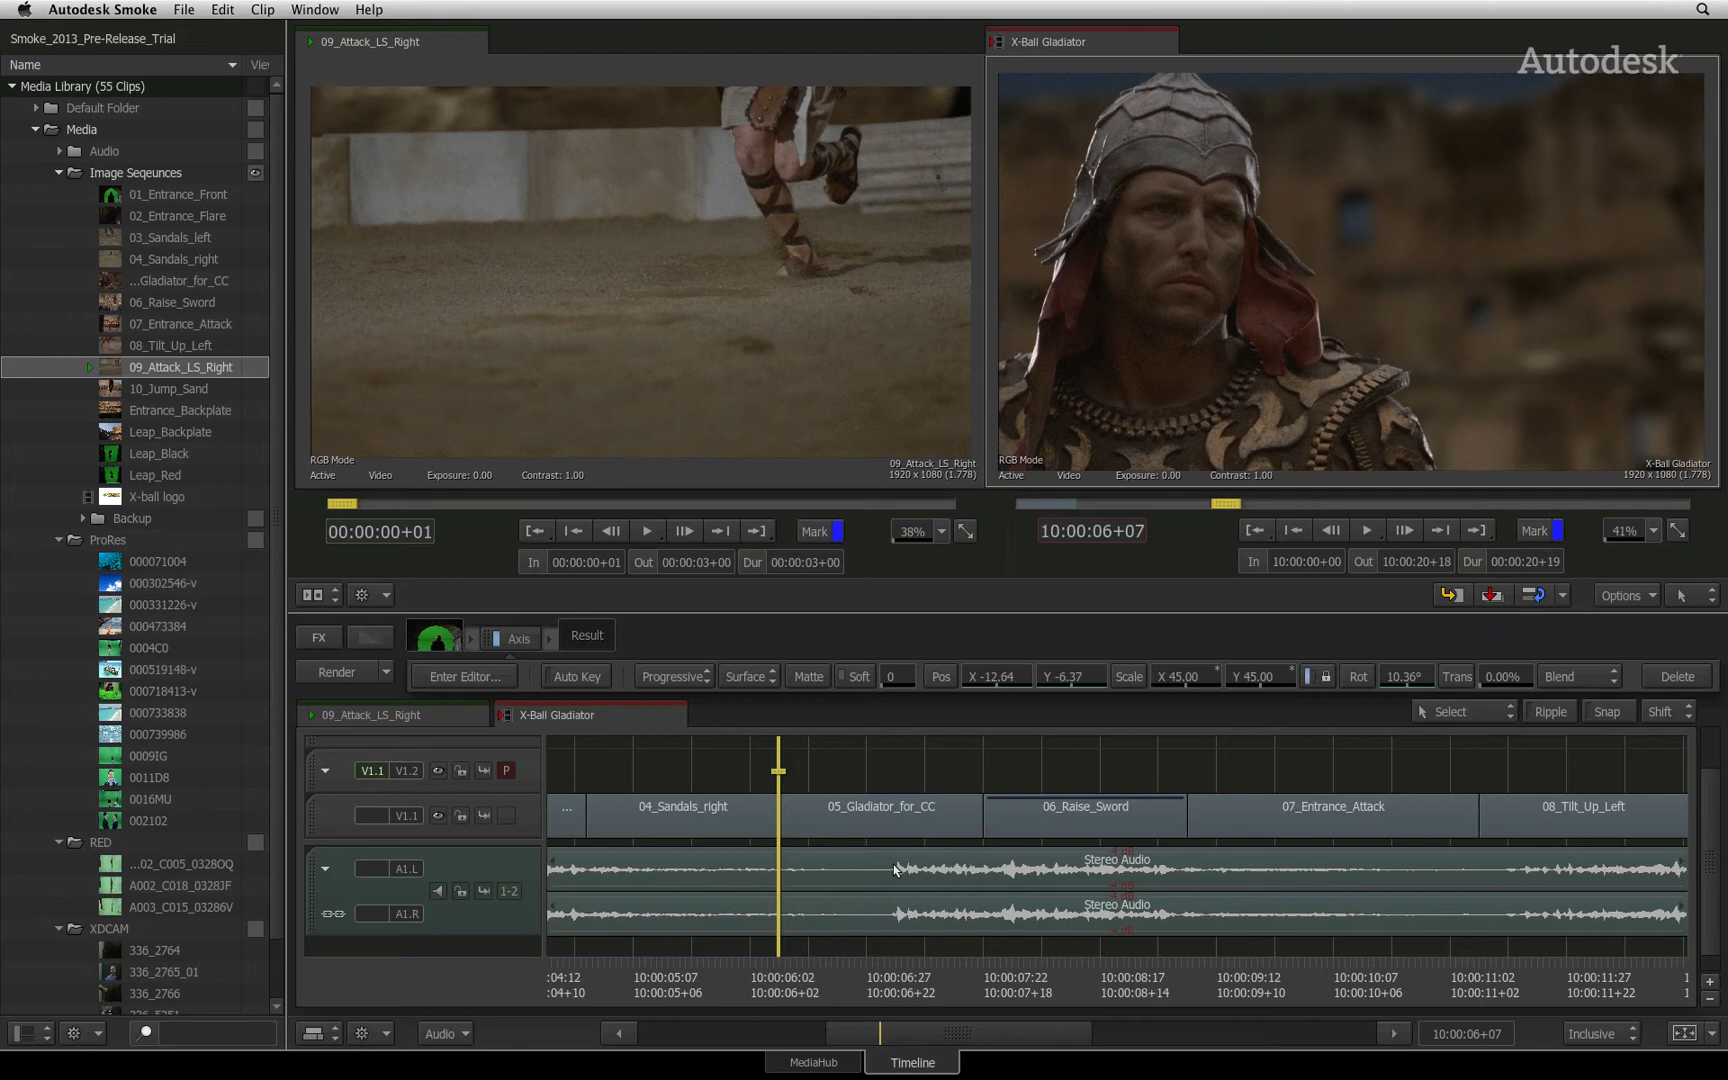 Autodesk Smoke File Edit Clip Window Help
Smoke_2013_Pre-Release_Trial
Name
Media Library (55 Clips)
Default Folder
Media
Audio
Image Seqeunces
01_Entrance_Front
02_Entrance_Flare
03_Sandals_left
04_Sandals_right
...Gladiator_for_CC
06_Raise_Sword
07_Entrance_Attack
08_Tilt_Up_Left
09_Attack_LS_Right
10_Jump_Sand
Entrance_Backplate
Leap_Backplate
Leap_Black
Leap_Red
X-ball logo
Backup
ProRes
000071004
000302546-v
000331226-v
000473384
0004C0
000519148-v
000718413-v
000733838
000739986
0009IG
0011D8
0016MU
002102
RED
...02_C005_0328OQ
A002_C018_0328JF
A003_C015_03286V
XDCAM
336_2764
336_2765_01
336_2766
09_Attack_LS_Right
X-Ball Gladiator
Autodesk
RGB Mode
Active Video Exposure: 0.00 Contrast: 1.00
09_Attack_LS_Right
1920 x 1080 (1.778)
RGB Mode
Active Video Exposure: 0.00 Contrast: 1.00
X-Ball Gladiator
1920 x 1080 (1.778)
00:00:00+01 Mark 38%
In 00:00:00+01 Out 00:00:03+00 Dur 00:00:03+00
10:00:06+07 Mark 41%
In 10:00:00+00 Out 10:00:20+18 Dur 00:00:20+19
Options
FX Axis Result
Render Enter Editor... Auto Key Progressive Surface Matte Soft 0 Pos X -12.64 Y -6.37 Scale X 45.00 Y 45.00 Rot 10.36° Trans 0.00% Blend Delete
09_Attack_LS_Right X-Ball Gladiator Select Ripple Snap Shift
V1.1 V1.2 P
V1.1 ... 04_Sandals_right 05_Gladiator_for_CC 06_Raise_Sword 07_Entrance_Attack 08_Tilt_Up_Left
A1.L Stereo Audio
1-2
A1.R Stereo Audio
:04:12 10:00:05:07 10:00:06:02 10:00:06:27 10:00:07:22 10:00:08:17 10:00:09:12 10:00:10:07 10:00:11:02 10:00:11:27 1
:04+10 10:00:05+06 10:00:06+02 10:00:06+22 10:00:07+18 10:00:08+14 10:00:09+10 10:00:10+06 10:00:11+02 10:00:11+22 1
Audio 10:00:06+07 Inclusive
MediaHub Timeline